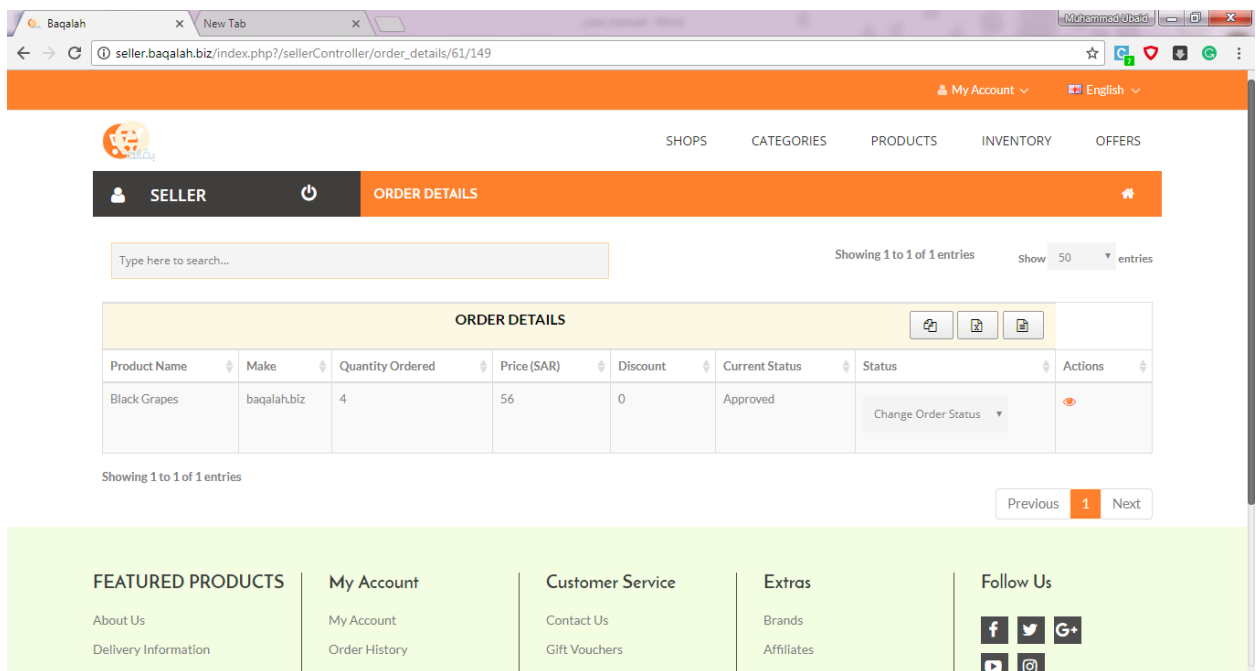 Baqalah
New Tab
Muhammad Ubaid
seller.baqalah.biz/index.php?/sellerController/order_details/61/149
My Account
English
SHOPS CATEGORIES PRODUCTS INVENTORY OFFERS
SELLER
ORDER DETAILS
Type here to search...
Showing 1 to 1 of 1 entries
Show 50 entries
ORDER DETAILS
Product Name Make Quantity Ordered Price (SAR) Discount Current Status Status Actions
Black Grapes baqalah.biz 4 56 0 Approved Change Order Status
Showing 1 to 1 of 1 entries
Previous 1 Next
FEATURED PRODUCTS My Account Customer Service Extras Follow Us
About Us My Account Contact Us Brands
Delivery Information Order History Gift Vouchers Affiliates